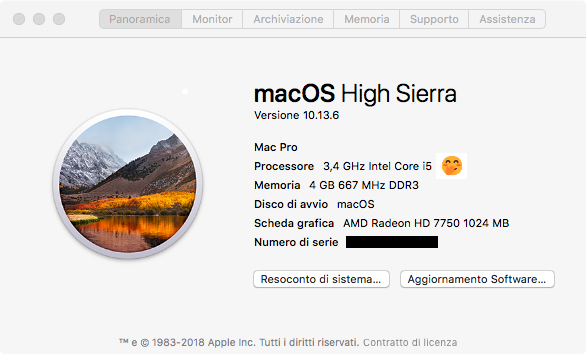 Panoramica Monitor Archiviazione Memoria Supporto Assistenza
macOS High Sierra
Versione 10.13.6
Mac Pro
Processore 3,4 GHz Intel Core i5
Memoria 4 GB 667 MHz DDR3
Disco di avvio macOS
Scheda grafica AMD Radeon HD 7750 1024 MB
Numero di serie
Resoconto di sistema... Aggiornamento Software...
™ e © 1983-2018 Apple Inc. Tutti i diritti riservati. Contratto di licenza